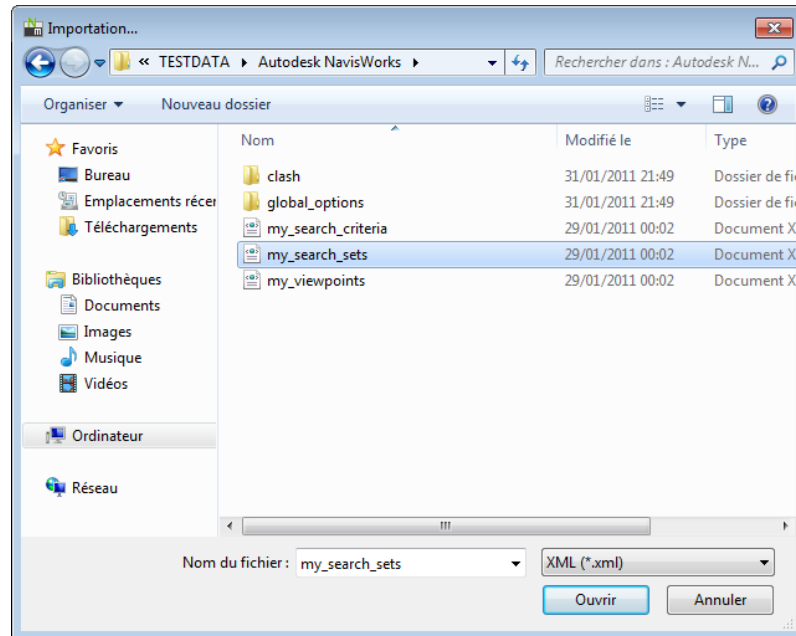 Importation...
« TESTDATA Autodesk NavisWorks
Rechercher dans : Autodesk N...
Organiser Nouveau dossier
Favoris
Bureau
Emplacements récer
Téléchargements
Bibliothèques
Documents
Images
Musique
Vidéos
Ordinateur
Réseau
Nom Modifié le Type
clash 31/01/2011 21:49 Dossier de fi
global_options 31/01/2011 21:49 Dossier de fi
my_search_criteria 29/01/2011 00:02 Document X
my_search_sets 29/01/2011 00:02 Document X
my_viewpoints 29/01/2011 00:02 Document X
Nom du fichier : my_search_sets XML (*.xml)
Ouvrir Annuler